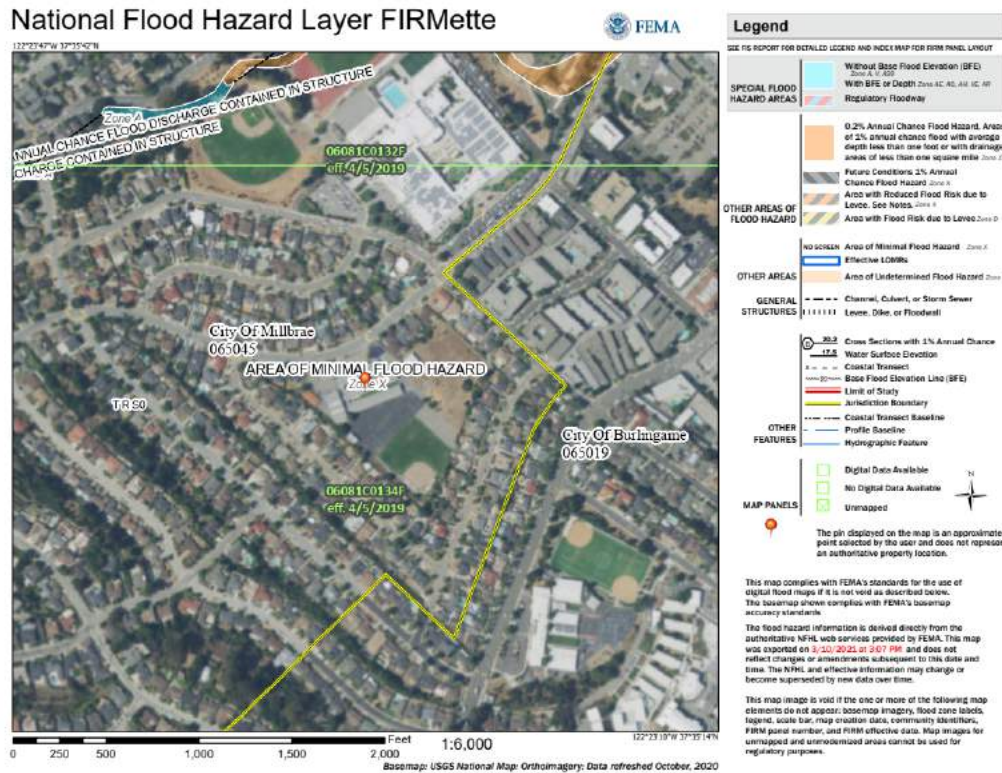 National Flood Hazard Layer FIRMette
FEMA
122°23'47"W 37°35'42"N
Zone A
ANNUAL CHANCE FLOOD DISCHARGE CONTAINED IN STRUCTURE
CHARGE CONTAINED IN STRUCTURE
06081C0132F
eff. 4/5/2019
City Of Millbrae
065045
AREA OF MINIMAL FLOOD HAZARD
Zone X
City Of Burlingame
065019
06081C0134F
eff. 4/5/2019
122°23'10"W 37°35'14"N
Feet
1:6,000
0 250 500 1,000 1,500 2,000
Basemap: USGS National Map: Orthoimagery: Data refreshed October, 2020
Legend
SEE FIS REPORT FOR DETAILED LEGEND AND INDEX MAP FOR FIRM PANEL LAYOUT
SPECIAL FLOOD
HAZARD AREAS
Without Base Flood Elevation (BFE)
Zone A, V, A99
With BFE or Depth Zone AE, AO, AH, VE, AR
Regulatory Floodway
OTHER AREAS OF
FLOOD HAZARD
0.2% Annual Chance Flood Hazard, Areas
of 1% annual chance flood with average
depth less than one foot or with drainage
areas of less than one square mile Zone
Future Conditions 1% Annual
Chance Flood Hazard Zone X
Area with Reduced Flood Risk due to
Levee. See Notes. Zone X
Area with Flood Risk due to Levee Zone D
OTHER AREAS
NO SCREEN Area of Minimal Flood Hazard Zone X
Effective LOMRs
Area of Undetermined Flood Hazard Zone
GENERAL
STRUCTURES
Channel, Culvert, or Storm Sewer
Levee, Dike, or Floodwall
OTHER
FEATURES
B 20.2 Cross Sections with 1% Annual Chance
17.5 Water Surface Elevation
Coastal Transect
Base Flood Elevation Line (BFE)
Limit of Study
Jurisdiction Boundary
Coastal Transect Baseline
Profile Baseline
Hydrographic Feature
MAP PANELS
Digital Data Available
No Digital Data Available
Unmapped
N
The pin displayed on the map is an approximate
point selected by the user and does not represen
an authoritative property location.
This map complies with FEMA's standards for the use of
digital flood maps if it is not void as described below.
The basemap shown complies with FEMA's basemap
accuracy standards
The flood hazard information is derived directly from the
authoritative NFHL web services provided by FEMA. This map
was exported on 3/10/2021 at 3:07 PM and does not
reflect changes or amendments subsequent to this date and
time. The NFHL and effective information may change or
become superseded by new data over time.
This map image is void if the one or more of the following map
elements do not appear: basemap imagery, flood zone labels,
legend, scale bar, map creation date, community identifiers,
FIRM panel number, and FIRM effective date. Map images for
unmapped and unmodernized areas cannot be used for
regulatory purposes.